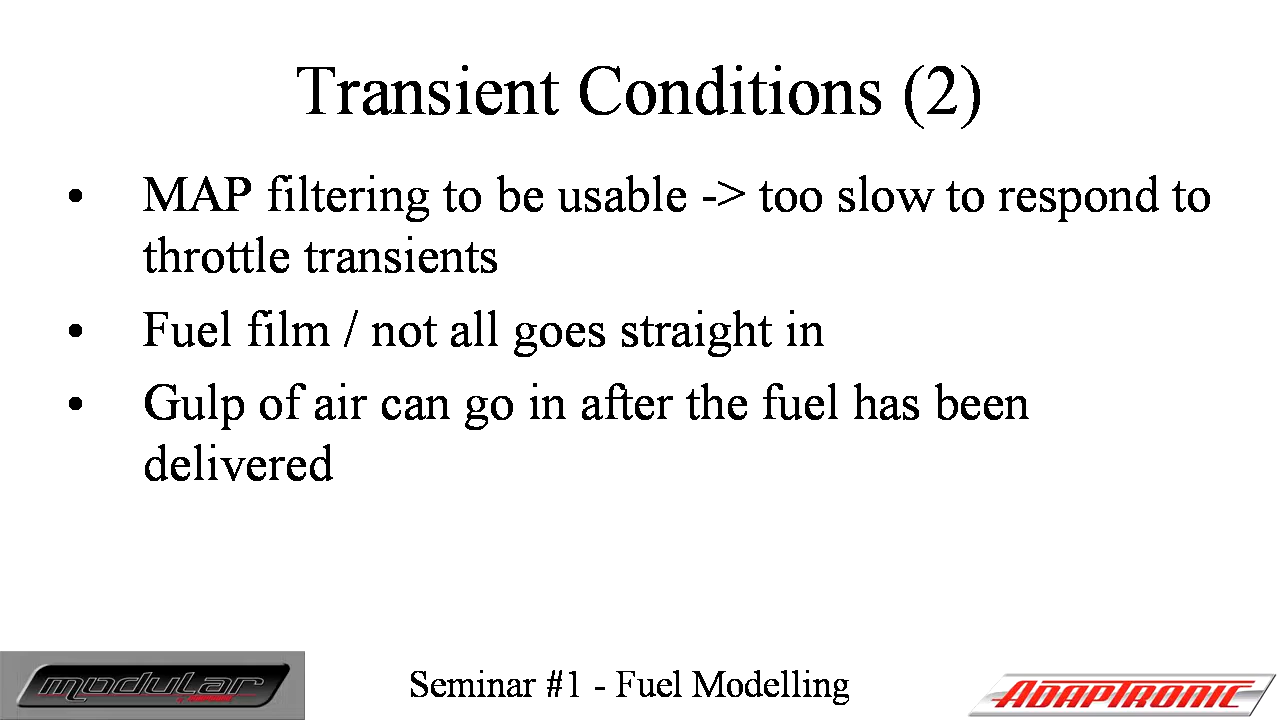 Transient Conditions (2)
• MAP filtering to be usable -> too slow to respond to
throttle transients
• Fuel film / not all goes straight in
• Gulp of air can go in after the fuel has been
delivered
modular
Seminar #1 - Fuel Modelling
ADAPTRONIC